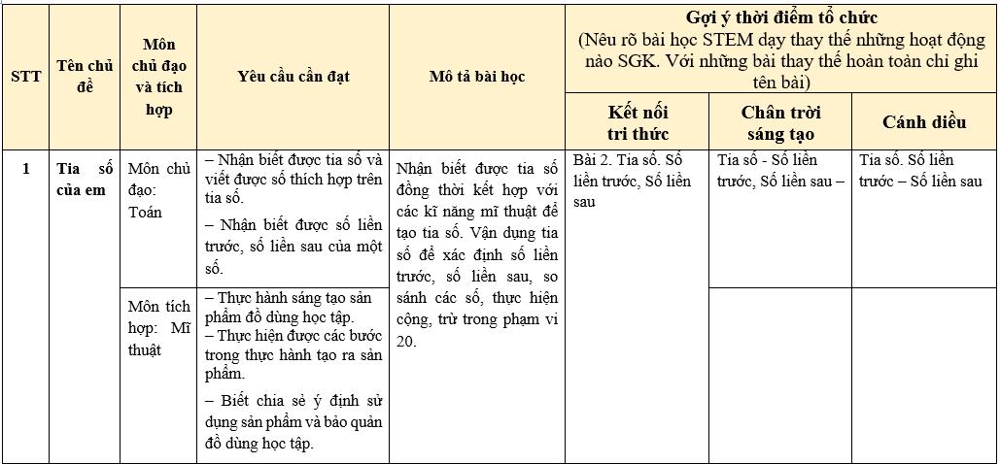 STT
Tên chủ
đề
Môn
chủ đạo
và tích
hợp
Yêu cầu cần đạt
Mô tả bài học
Gợi ý thời điểm tổ chức
(Nêu rõ bài học STEM dạy thay thế những hoạt động
nào SGK. Với những bài thay thế hoàn toàn chỉ ghi
tên bài)
Kết nối
tri thức
Chân trời
sáng tạo
Cánh diều
1
Tia số
của em
Môn chủ
đạo:
Toán
– Nhận biết được tia số và
viết được số thích hợp trên
tia số.
– Nhận biết được số liền
trước, số liền sau của một
số.
Nhận biết được tia số
đồng thời kết hợp với
các kĩ năng mĩ thuật để
tạo tia số. Vận dụng tia
số để xác định số liền
trước, số liền sau, so
sánh các số, thực hiện
cộng, trừ trong phạm vi
20.
Bài 2. Tia số. Số
liền trước, Số liền
sau
Tia số - Số liền
trước, Số liền sau –
Tia số. Số liền
trước – Số liền sau
Môn tích
hợp: Mĩ
thuật
– Thực hành sáng tạo sản
phẩm đồ dùng học tập.
– Thực hiện được các bước
trong thực hành tạo ra sản
phẩm.
– Biết chia sẻ ý định sử
dụng sản phẩm và bảo quản
đồ dùng học tập.